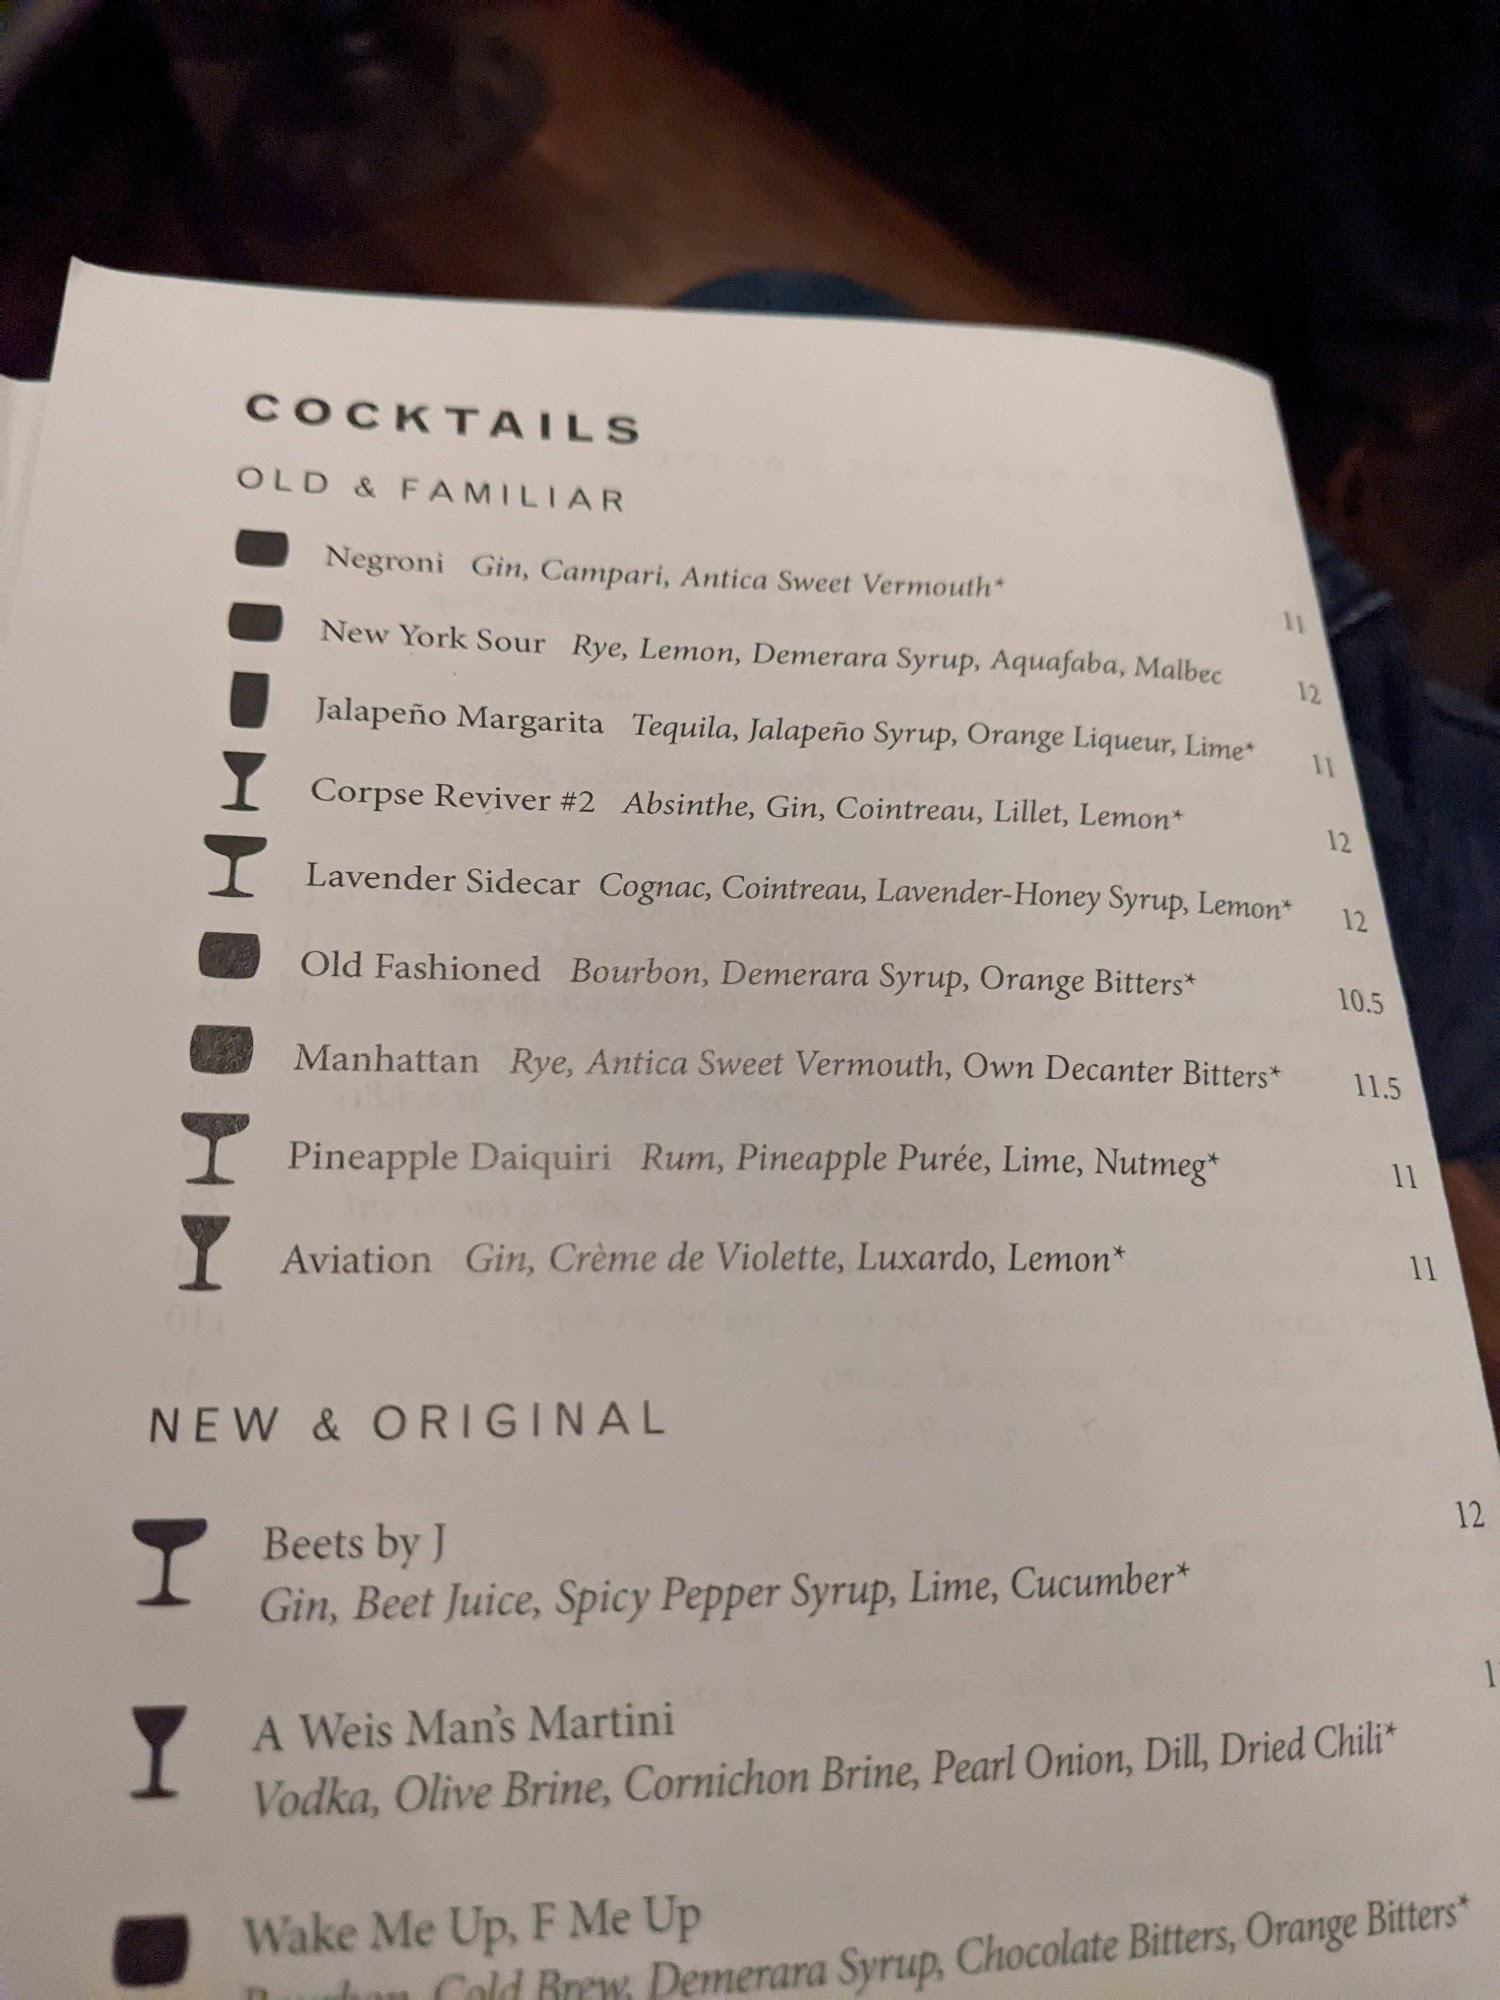 COCKTAILS
OLD & FAMILIAR
Negroni Gin, Campari, Antica Sweet Vermouth* 11
New York Sour Rye, Lemon, Demerara Syrup, Aquafaba, Malbec 12
Jalapeño Margarita Tequila, Jalapeño Syrup, Orange Liqueur, Lime* 11
Corpse Reviver #2 Absinthe, Gin, Cointreau, Lillet, Lemon* 12
Lavender Sidecar Cognac, Cointreau, Lavender-Honey Syrup, Lemon* 12
Old Fashioned Bourbon, Demerara Syrup, Orange Bitters* 10.5
Manhattan Rye, Antica Sweet Vermouth, Own Decanter Bitters* 11.5
Pineapple Daiquiri Rum, Pineapple Purée, Lime, Nutmeg* 11
Aviation Gin, Crème de Violette, Luxardo, Lemon* 11
NEW & ORIGINAL
Beets by J 12
Gin, Beet Juice, Spicy Pepper Syrup, Lime, Cucumber*
A Weis Man's Martini
Vodka, Olive Brine, Cornichon Brine, Pearl Onion, Dill, Dried Chili*
Wake Me Up, F Me Up
Bourbon, Cold Brew, Demerara Syrup, Chocolate Bitters, Orange Bitters*